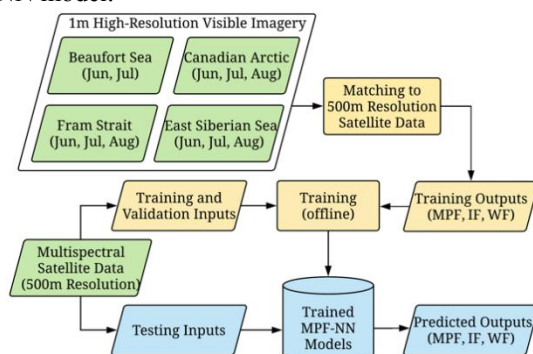 NN model.
1m High-Resolution Visible Imagery
Beaufort Sea
(Jun, Jul)
Canadian Arctic
(Jun, Jul, Aug)
Fram Strait
(Jun, Jul, Aug)
East Siberian Sea
(Jun, Jul, Aug)
Matching to
500m Resolution
Satellite Data
Training and
Validation Inputs
Training
(offline)
Training Outputs
(MPF, IF, WF)
Multispectral
Satellite Data
(500m Resolution)
Testing Inputs
Trained
MPF-NN
Models
Predicted Outputs
(MPF, IF, WF)